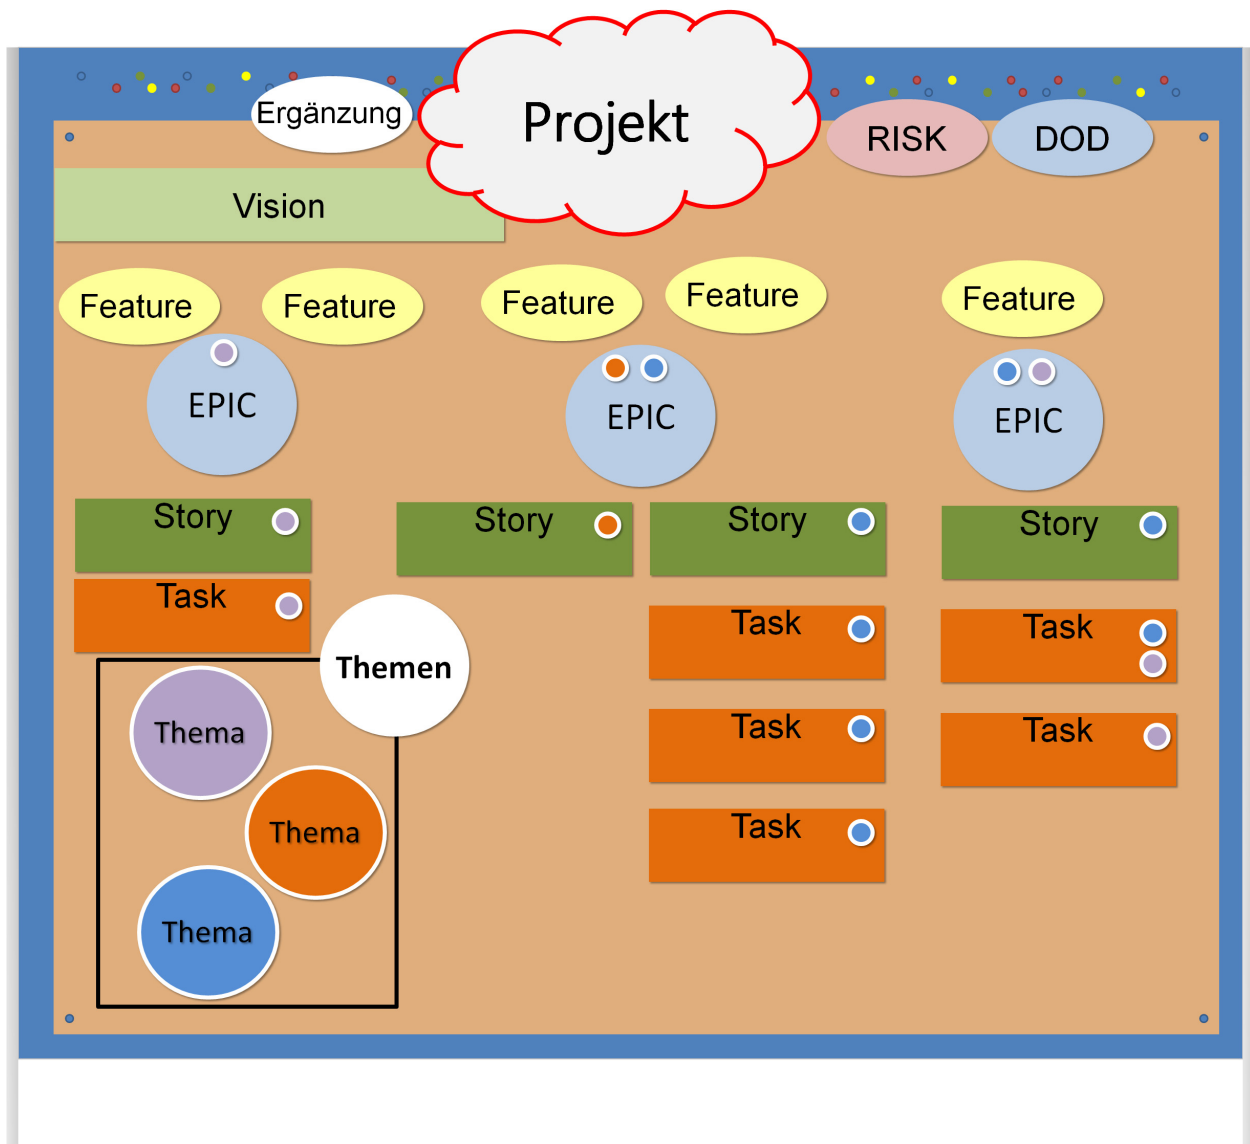 Projekt
Ergänzung
RISK
DOD
Vision
Feature
Feature
Feature
Feature
Feature
EPIC
EPIC
EPIC
Story
Story
Story
Story
Task
Task
Task
Themen
Thema
Task
Task
Thema
Task
Thema